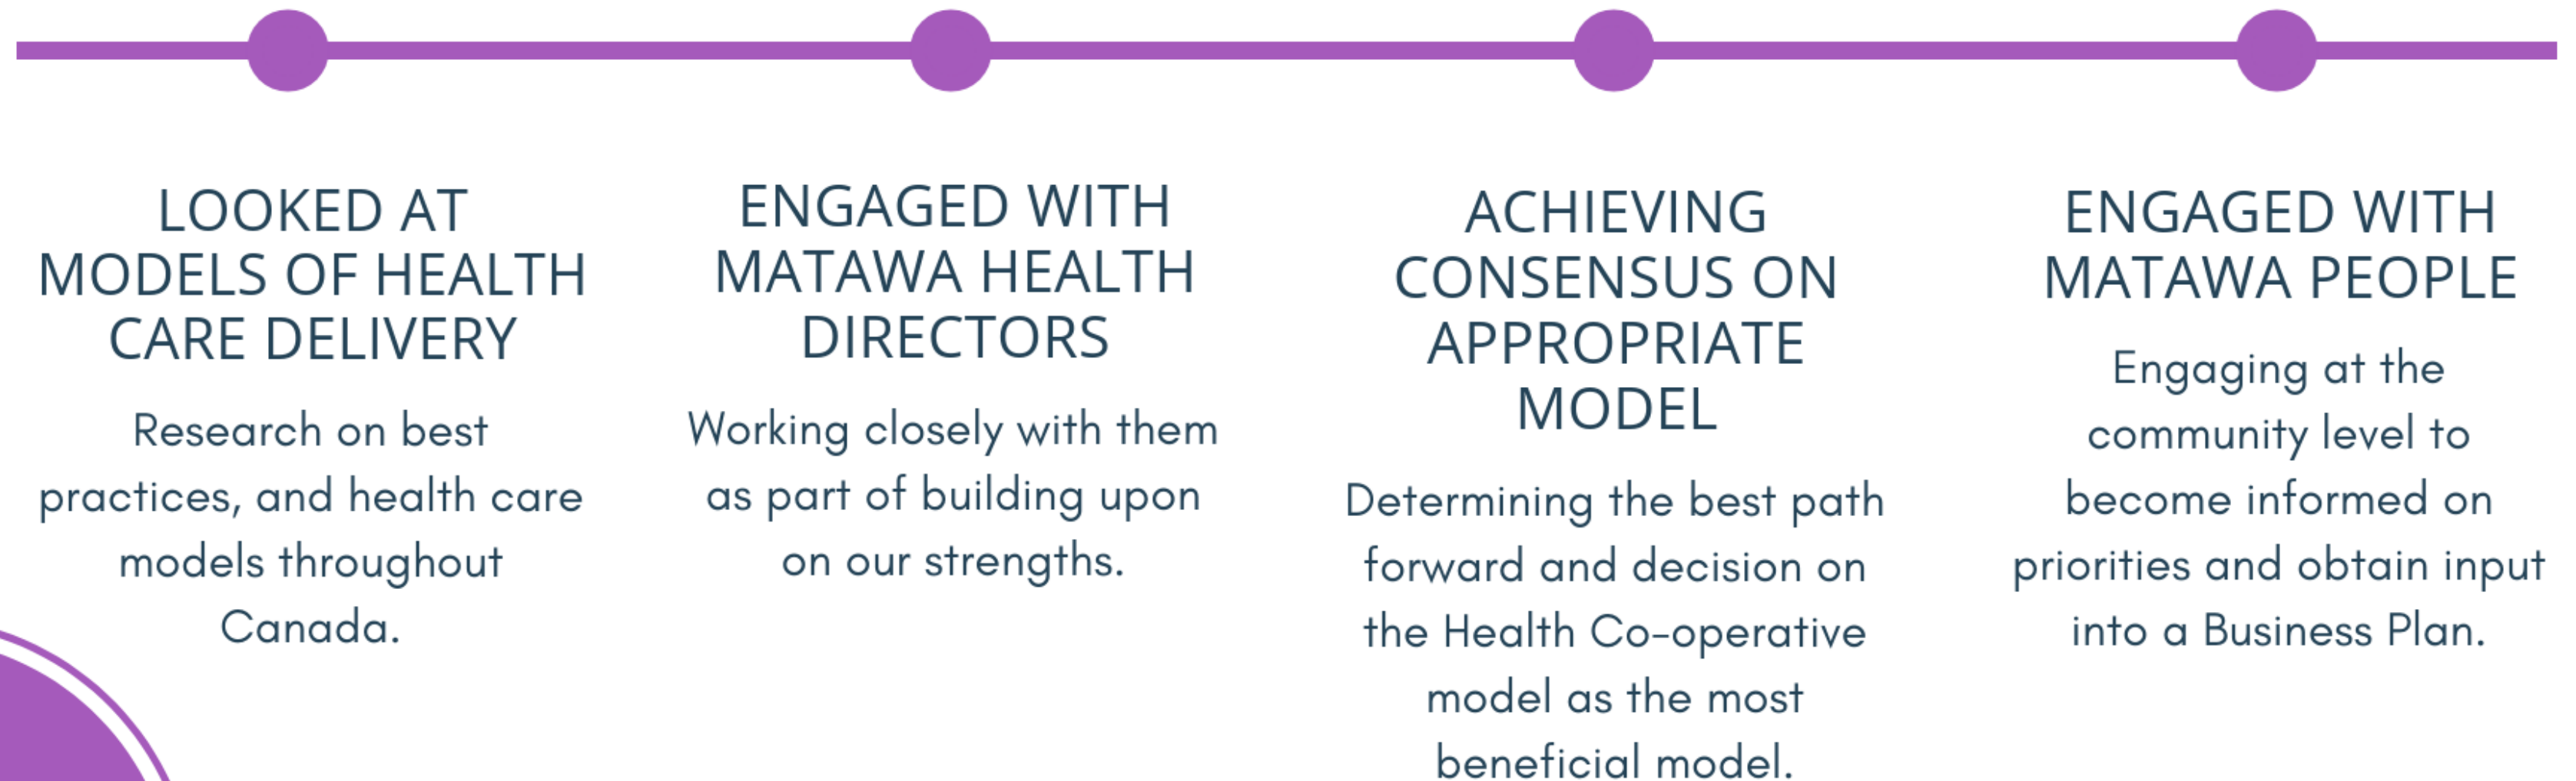 LOOKED AT
MODELS OF HEALTH
CARE DELIVERY
Research on best
practices, and health care
models throughout
Canada.
ENGAGED WITH
MATAWA HEALTH
DIRECTORS
Working closely with them
as part of building upon
on our strengths.
ACHIEVING
CONSENSUS ON
APPROPRIATE
MODEL
Determining the best path
forward and decision on
the Health Co-operative
model as the most
beneficial model.
ENGAGED WITH
MATAWA PEOPLE
Engaging at the
community level to
become informed on
priorities and obtain input
into a Business Plan.